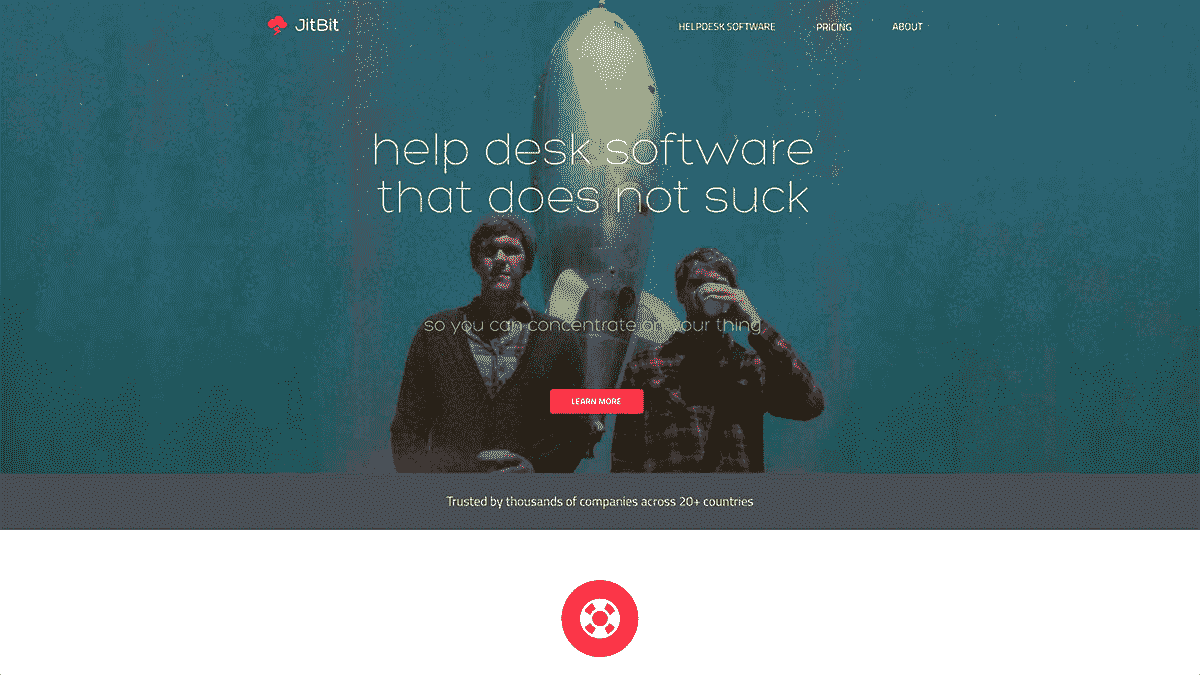 JitBit
HELPDESK SOFTWARE
PRICING
ABOUT
help desk software
that does not suck
so you can concentrate on your thing
LEARN MORE
Trusted by thousands of companies across 20+ countries